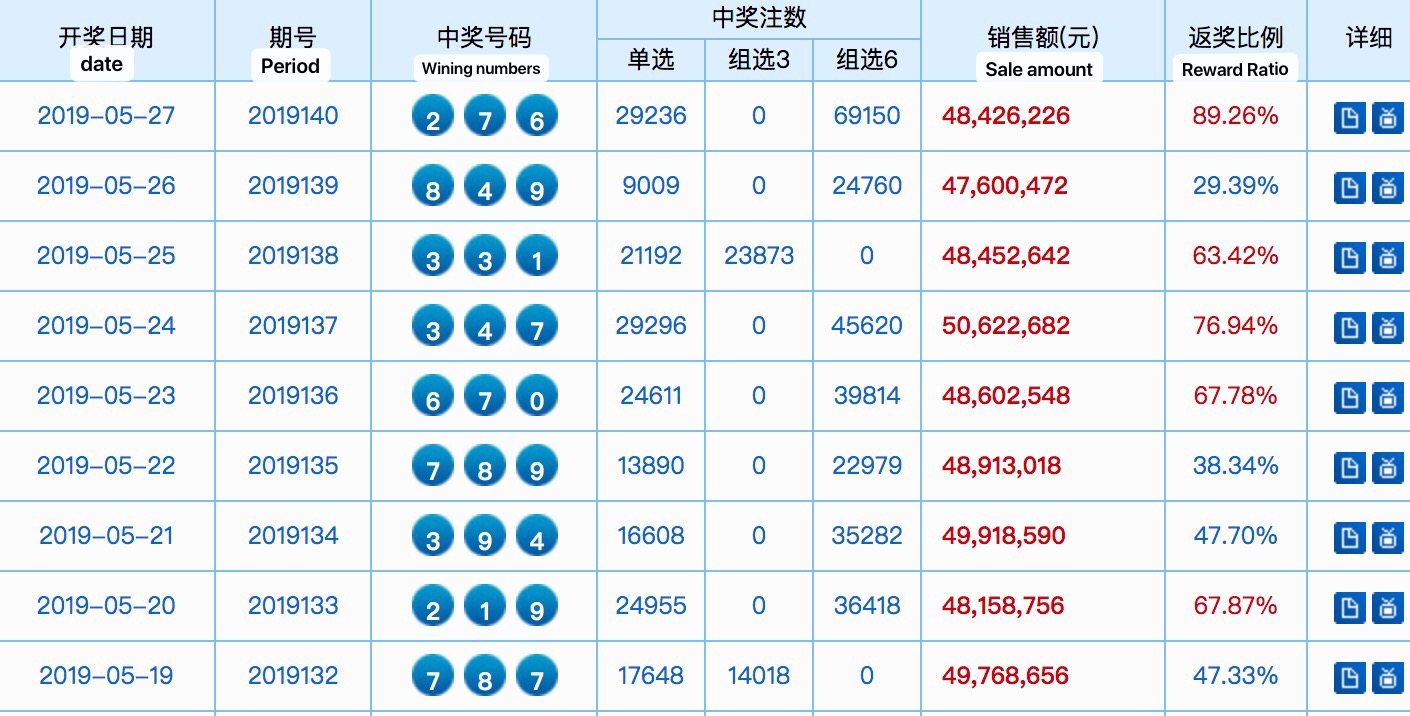 开奖日期 期号 中奖号码 中奖注数 销售额(元) 返奖比例 详细
date Period Wining numbers 单选 组选3 组选6 Sale amount Reward Ratio
2019-05-27 2019140 2 7 6 29236 0 69150 48,426,226 89.26%
2019-05-26 2019139 8 4 9 9009 0 24760 47,600,472 29.39%
2019-05-25 2019138 3 3 1 21192 23873 0 48,452,642 63.42%
2019-05-24 2019137 3 4 7 29296 0 45620 50,622,682 76.94%
2019-05-23 2019136 6 7 0 24611 0 39814 48,602,548 67.78%
2019-05-22 2019135 7 8 9 13890 0 22979 48,913,018 38.34%
2019-05-21 2019134 3 9 4 16608 0 35282 49,918,590 47.70%
2019-05-20 2019133 2 1 9 24955 0 36418 48,158,756 67.87%
2019-05-19 2019132 7 8 7 17648 14018 0 49,768,656 47.33%